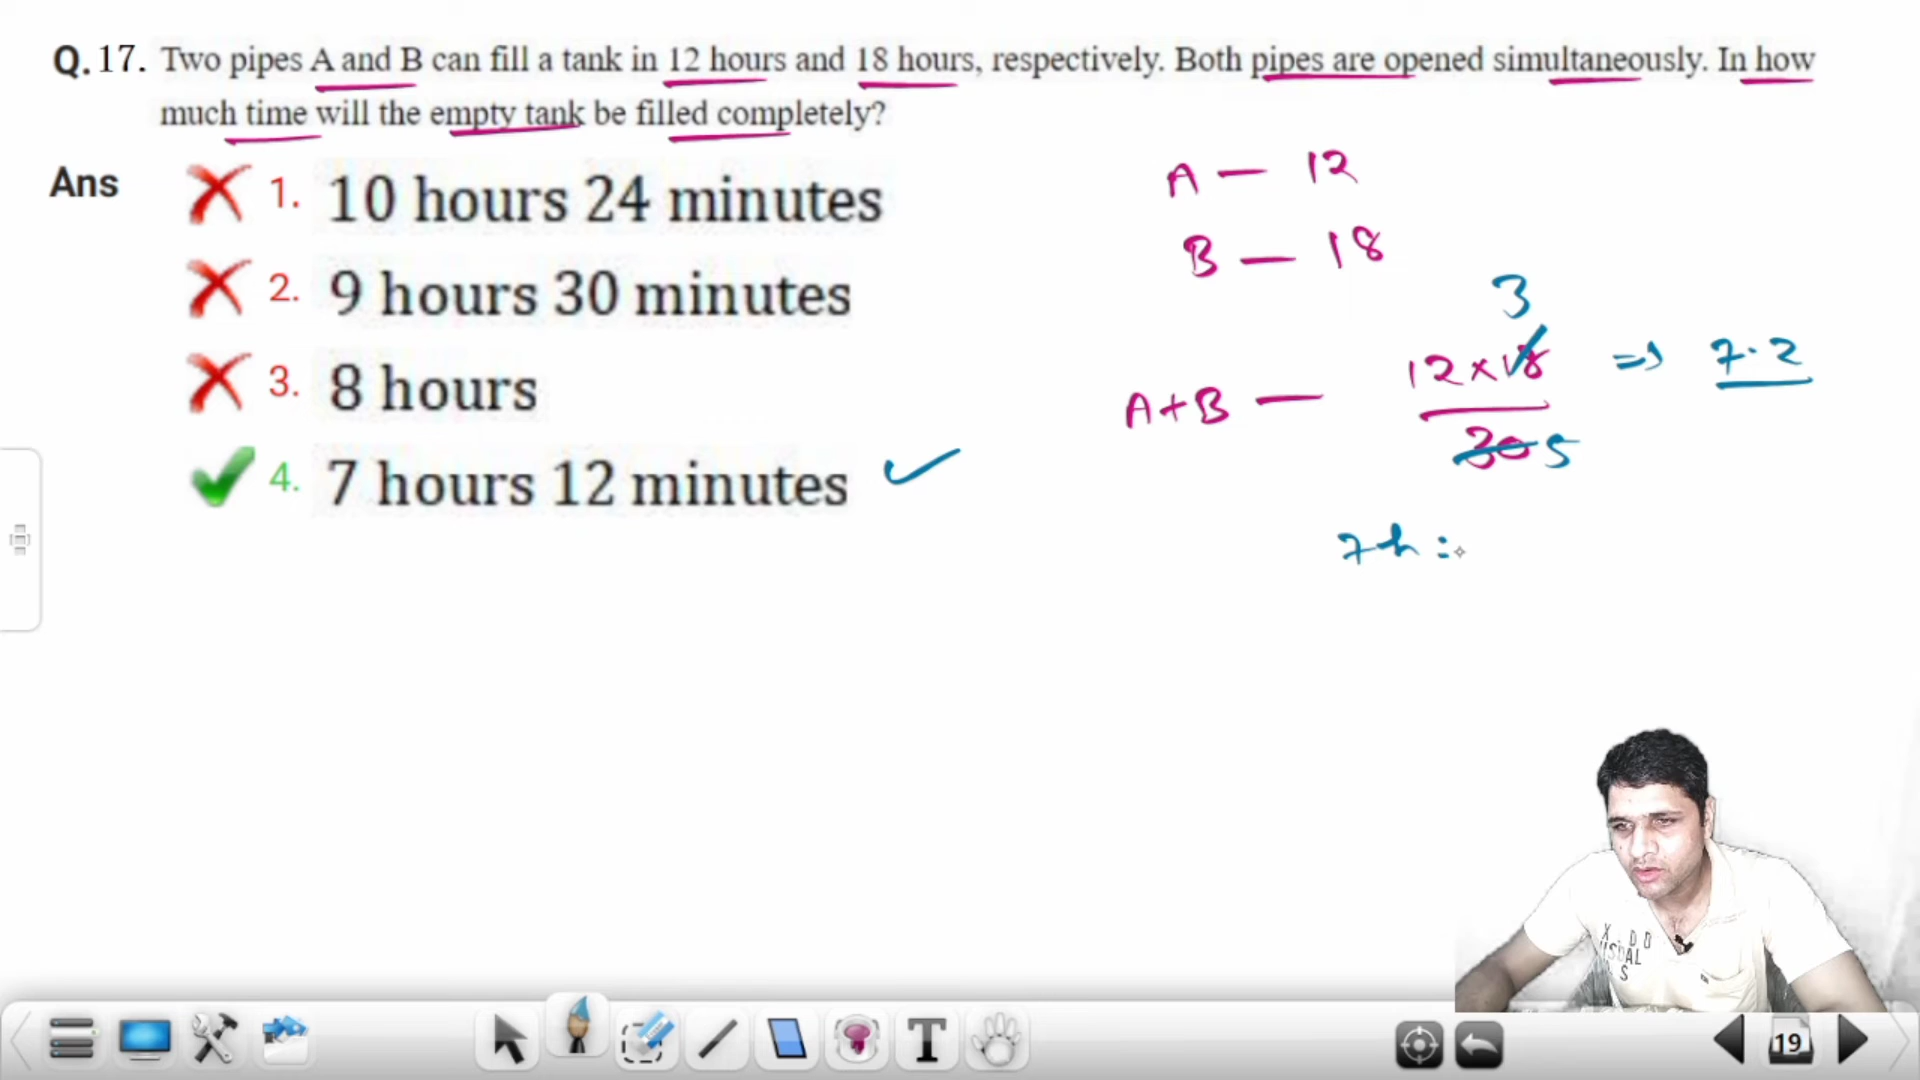 Q.17. Two pipes A and B can fill a tank in 12 hours and 18 hours, respectively. Both pipes are opened simultaneously. In how
much time will the empty tank be filled completely?
Ans
1. 10 hours 24 minutes
2. 9 hours 30 minutes
3. 8 hours
4. 7 hours 12 minutes
A — 12
B — 18
3
A+B — 12×18 ⇒ 7.2
30 5
7h :
X D D
VISUAL
S
T
19